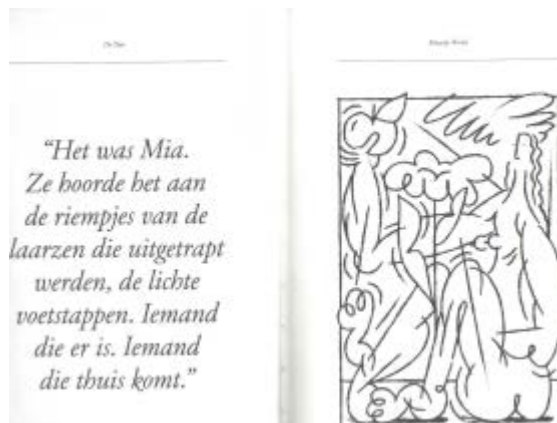 “Het was Mia.
Ze hoorde het aan
de riempjes van de
laarzen die uitgetrapt
werden, de lichte
voetstappen. Iemand
die er is. Iemand
die thuis komt.”